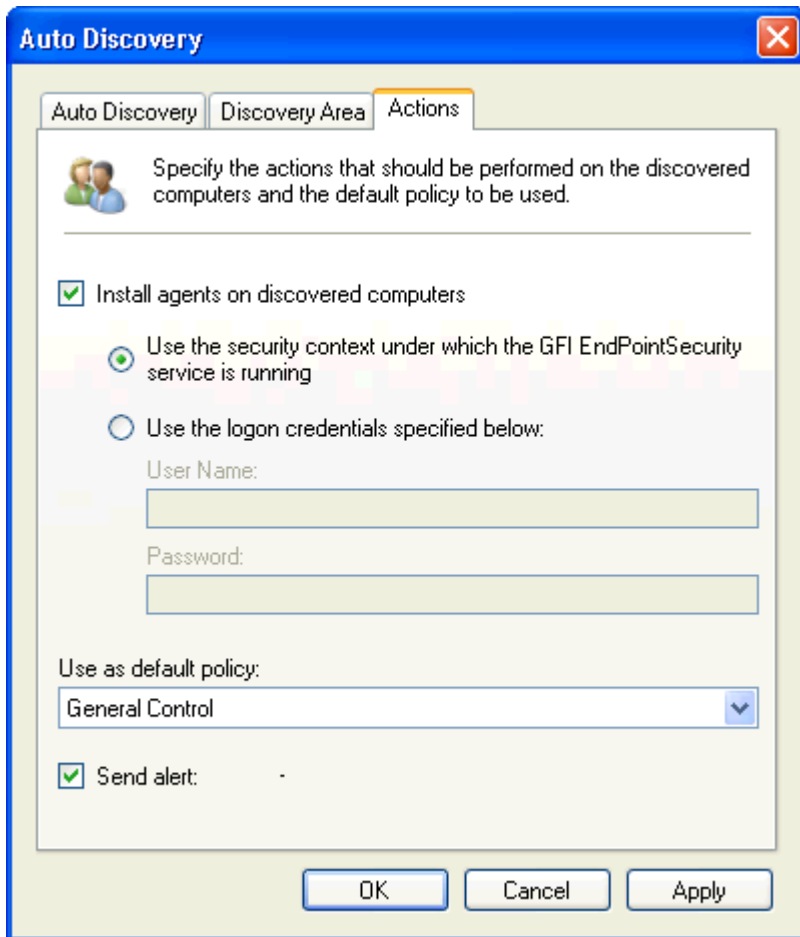 Auto Discovery
Auto Discovery Discovery Area Actions
Specify the actions that should be performed on the discovered
computers and the default policy to be used.
Install agents on discovered computers
Use the security context under which the GFI EndPointSecurity
service is running
Use the logon credentials specified below:
User Name:
Password:
Use as default policy:
General Control
Send alert: -
OK Cancel Apply